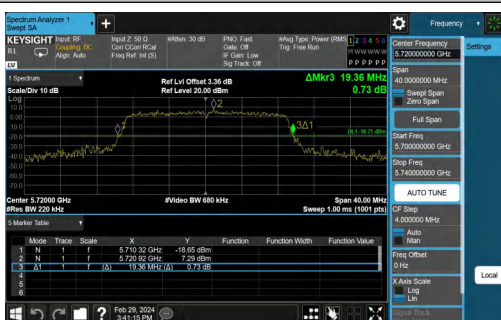 Spectrum Analyzer 1
Swept SA
+
Frequency
KEYSIGHT Input: RF Input Z: 50 Ω #Atten: 30 dB PNO: Fast #Avg Type: Power (RMS) 1 2 3 4 5 6
RL Coupling: DC Corr CCorr RCal Gate: Off Trig: Free Run
Align: Auto Freq Ref: Int (S) IF Gain: Low
Sig Track: Off
M W W W W W
P P P P P P
1 Spectrum
Scale/Div 10 dB
Ref Lvl Offset 3.36 dB
Ref Level 20.00 dBm
ΔMkr3 19.36 MHz
0.73 dB
Log
10.0
0.00
-10.0
-20.0
-30.0
-40.0
-50.0
-60.0
-70.0
2
3Δ1
DL1 -18.71 dBm
Center 5.72000 GHz #Video BW 680 kHz Span 40.00 MHz
#Res BW 220 kHz Sweep 1.00 ms (1001 pts)
5 Marker Table
Mode Trace Scale X Y Function Function Width Function Value
1 N 1 f 5.710 32 GHz -18.65 dBm
2 N 1 f 5.720 92 GHz 7.29 dBm
3 Δ1 1 f (Δ) 19.36 MHz (Δ) 0.73 dB
4
5
6
Feb 29, 2024
3:41:15 PM
Center Frequency
5.720000000 GHz
Settings
Span
40.0000000 MHz
Swept Span
Zero Span
Full Span
Start Freq
5.700000000 GHz
Stop Freq
5.740000000 GHz
AUTO TUNE
CF Step
4.000000 MHz
Auto
Man
Freq Offset
0 Hz
X Axis Scale
Log
Lin
Signal Track
Local